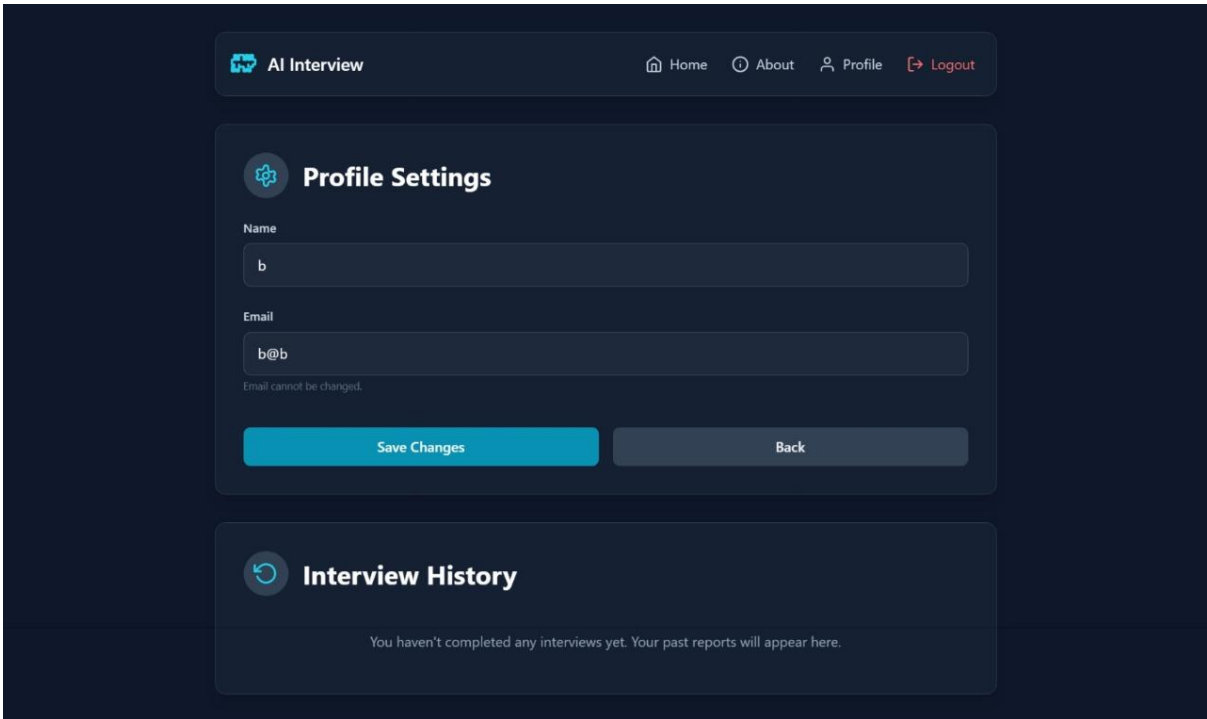 AI Interview
Home About Profile Logout
Profile Settings
Name
b
Email
b@b
Email cannot be changed.
Save Changes Back
Interview History
You haven't completed any interviews yet. Your past reports will appear here.